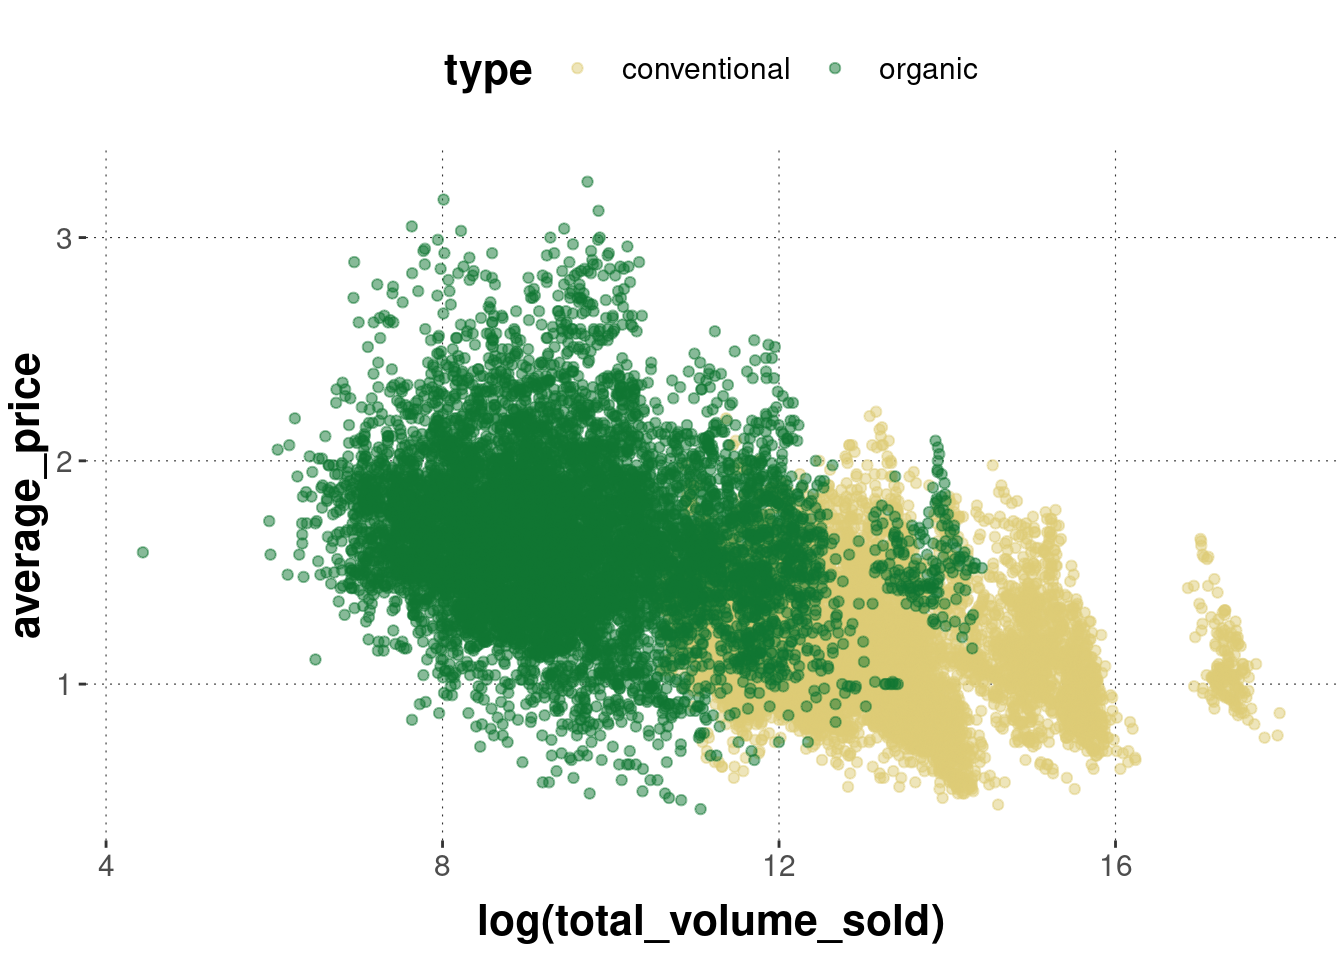 type conventional organic
average_price
3
2
1
4 8 12 16
log(total_volume_sold)